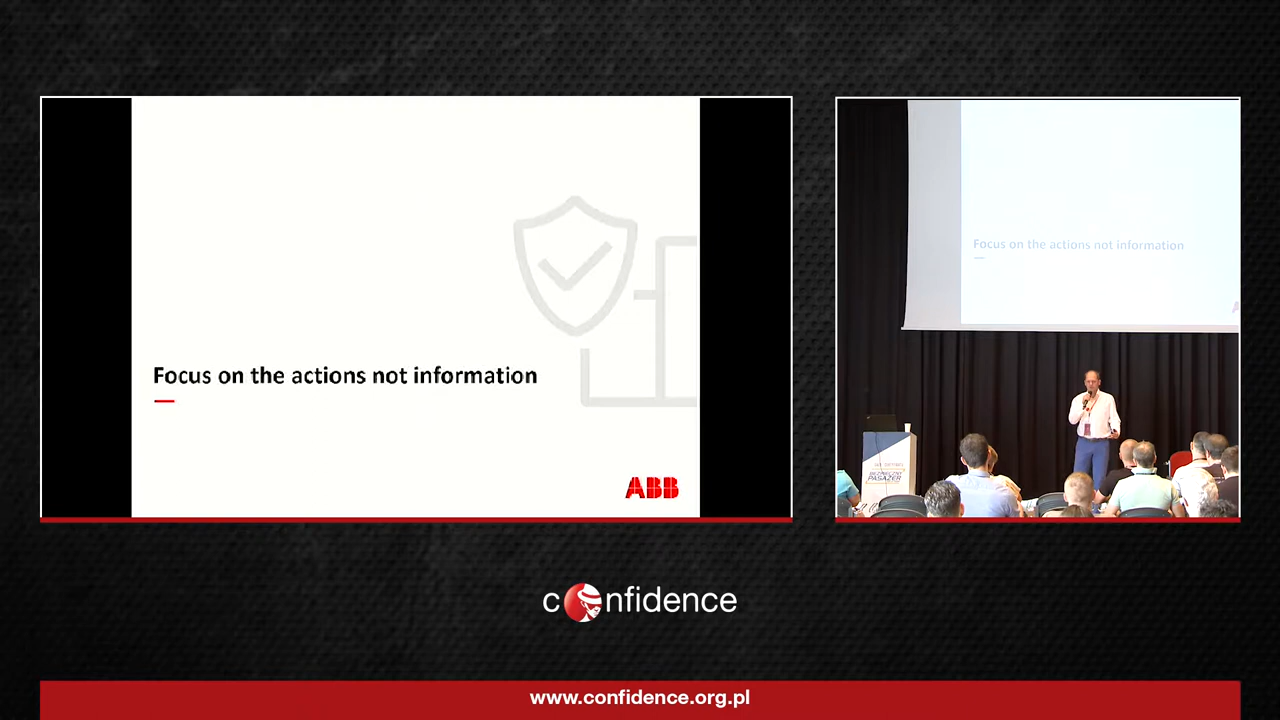 Focus on the actions not information
ABB
Focus on the actions not information
BEZPIECZNY
PASAŻER
confidence
www.confidence.org.pl